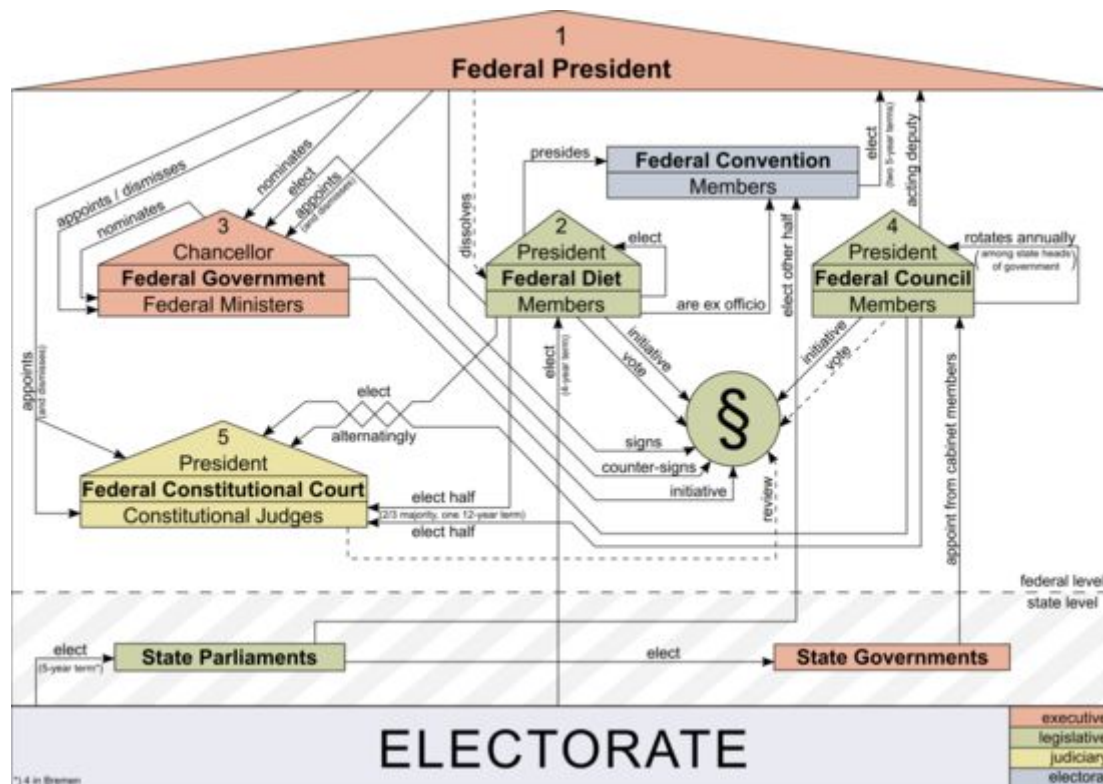 1
Federal President
appoints / dismisses
nominates
nominates
elect
appoints
(and dismisses)
dissolves
presides
Federal Convention
Members
elect
(two 5-year terms)
acting deputy
3
Chancellor
Federal Government
Federal Ministers
2
President
Federal Diet
Members
elect
are ex officio
elect other half
4
President
Federal Council
Members
rotates annually
(among state heads
of government)
initiative
vote
initiative
vote
§
elect
(4-year term)
appoints
(and dismisses)
elect
alternatingly
signs
counter-signs
initiative
review
5
President
Federal Constitutional Court
Constitutional Judges
elect half
(2/3 majority, one 12-year term)
elect half
appoint from cabinet members
federal level
state level
elect
(5-year term*)
State Parliaments
elect
State Governments
ELECTORATE
*) 4 in Bremen
executive
legislative
judiciary
electora